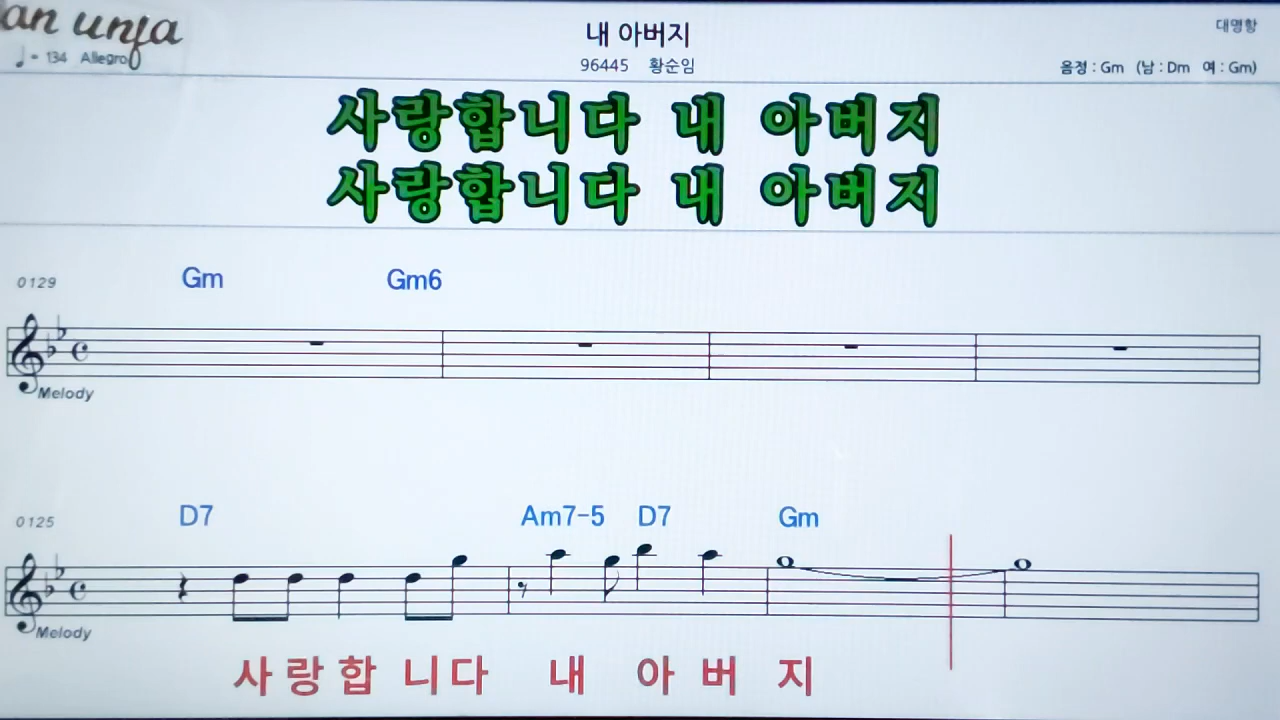 an unja
♩= 134 Allegro
내 아버지
96445 황순임
대명항
음정 : Gm (남 : Dm 여 : Gm)
사랑합니다 내 아버지
사랑합니다 내 아버지
0129 Gm Gm6
Melody
0125 D7 Am7-5 D7 Gm
Melody
사 랑 합 니 다 내 아 버 지